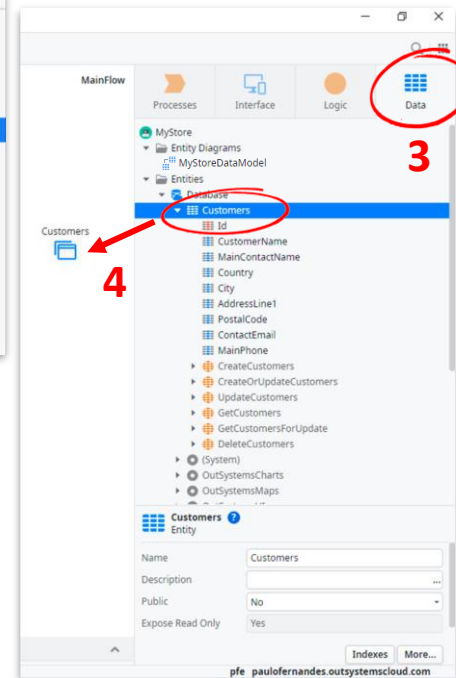 MainFlow
Processes
Interface
Logic
Data
3
MyStore
Entity Diagrams
MyStoreDataModel
Entities
Database
Customers
Id
CustomerName
MainContactName
Country
City
AddressLine1
PostalCode
ContactEmail
MainPhone
CreateCustomers
CreateOrUpdateCustomers
UpdateCustomers
GetCustomers
GetCustomersForUpdate
DeleteCustomers
(System)
OutSystemsCharts
OutSystemsMaps
Customers
4
Customers ?
Entity
Name Customers
Description ...
Public No
Expose Read Only Yes
Indexes More...
pfe paulofernandes.outsystemscloud.com